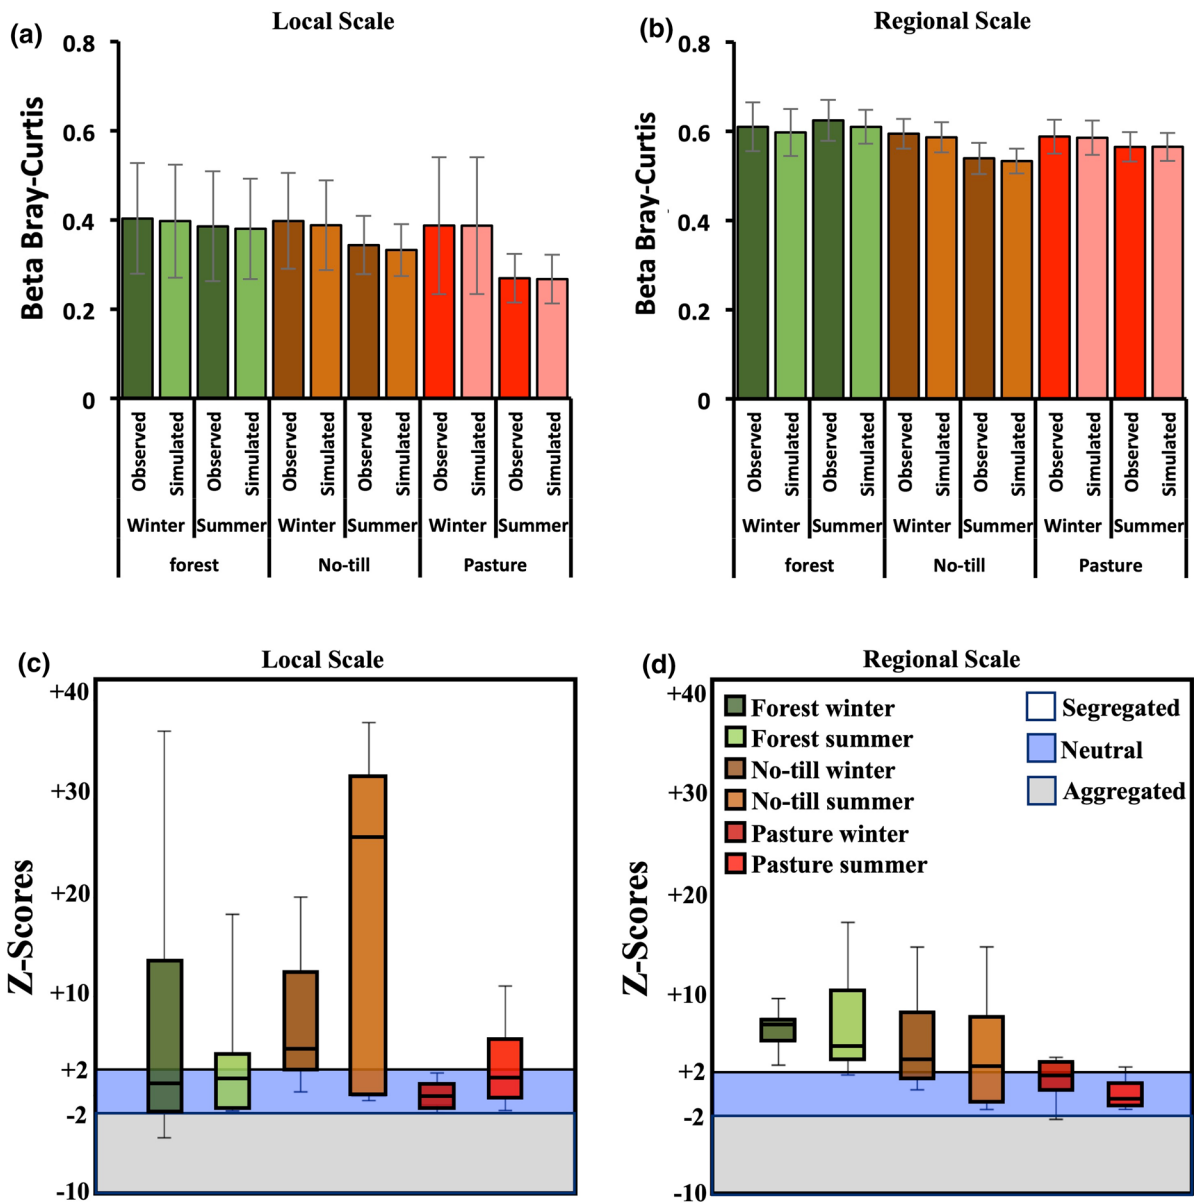 (a)
Local Scale
Beta Bray-Curtis
0.8
0.6
0.4
0.2
0
Observed
Simulated
Observed
Simulated
Observed
Simulated
Observed
Simulated
Observed
Simulated
Observed
Simulated
Winter
Summer
Winter
Summer
Winter
Summer
forest
No-till
Pasture
(b)
Regional Scale
Beta Bray-Curtis
0.8
0.6
0.4
0.2
0
Observed
Simulated
Observed
Simulated
Observed
Simulated
Observed
Simulated
Observed
Simulated
Observed
Simulated
Winter
Summer
Winter
Summer
Winter
Summer
forest
No-till
Pasture
(c)
Local Scale
Z-Scores
+40
+30
+20
+10
+2
-2
-10
(d)
Regional Scale
Z-Scores
+40
+30
+20
+10
+2
-2
-10
Forest winter
Forest summer
No-till winter
No-till summer
Pasture winter
Pasture summer
Segregated
Neutral
Aggregated